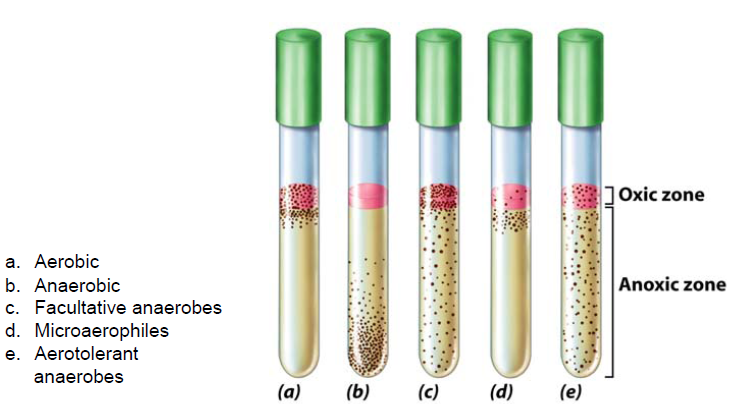 a. Aerobic
b. Anaerobic
c. Facultative anaerobes
d. Microaerophiles
e. Aerotolerant
anaerobes
Oxic zone
Anoxic zone
(a) (b) (c) (d) (e)